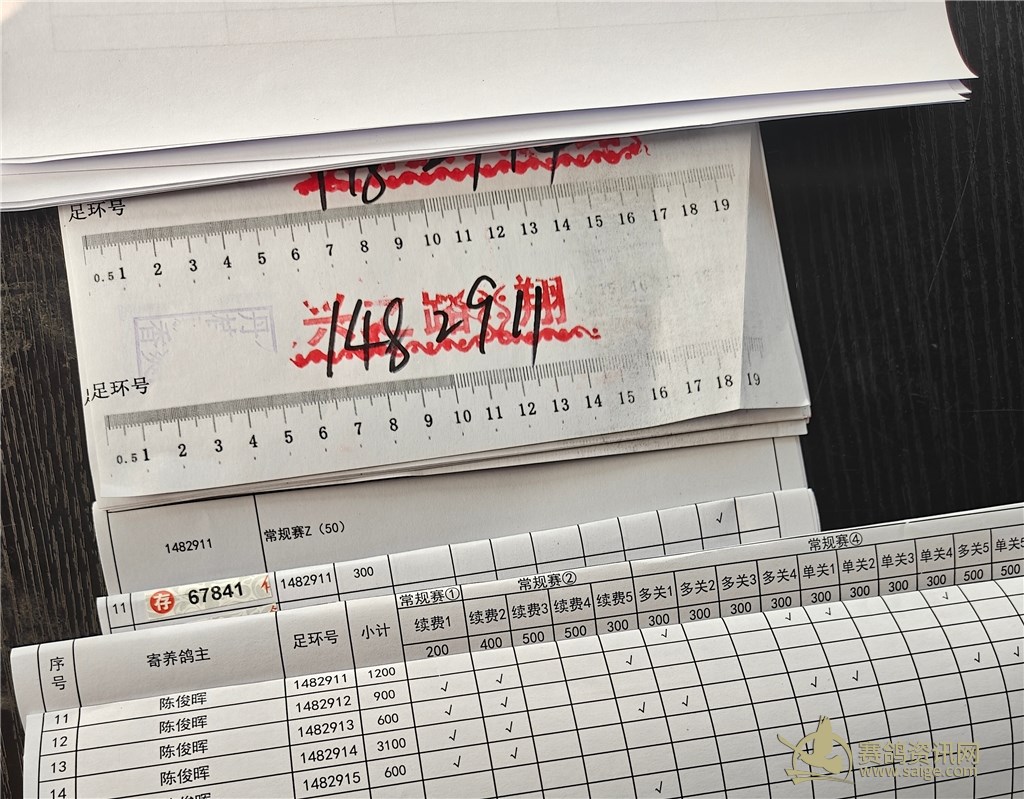 足环号
0.5 1 2 3 4 5 6 7 8 9 10 11 12 13 14 15 16 17 18 19
148 2911
足环号
0.5 1 2 3 4 5 6 7 8 9 10 11 12 13 14 15 16 17 18 19
1482911 常规赛Z（50） √
11 存 67841 1482911 300
常规赛① 常规赛② 常规赛④
序号 寄养鸽主 足环号 小计 续费1 续费2 续费3 续费4 续费5 多关1 多关2 多关3 多关4 单关1 单关2 单关3 单关4 多关5 单关5
200 400 500 500 300 300 300 300 300 300 300 300 500 500
11 陈俊晖 1482911 1200
12 陈俊晖 1482912 900
13 陈俊晖 1482913 600
14 陈俊晖 1482914 3100
1482915 600
赛鸽资讯网
www.saige.com